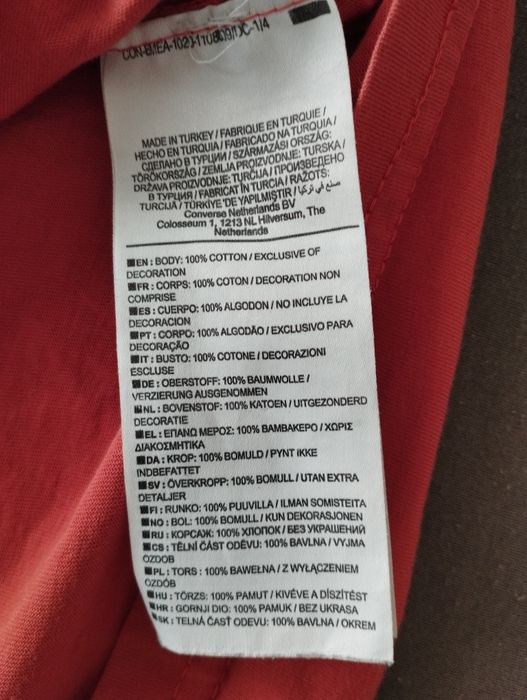 MADE IN TURKEY / FABRIQUE EN TURQUIE /
HECHO EN TURQUIA / FABRICADO NA TURQUIA /
СДЕЛАНО В ТУРЦИИ / SZÁRMAZÁSI ORSZÁG:
TÖRÖKORSZÁG / ZEMLJA PROIZVODNJE: TURSKA /
DRŽAVA PROIZVODNJE: TURČIJA / ПРОИЗВЕДЕНО
В ТУРЦИЯ / FABRICAT ÎN TURCIA / RAŽOTS:
TURCIJA / TÜRKIYE'DE YAPILMIŞTIR / صنع في تركيا
Converse Netherlands BV
Colosseum 1, 1213 NL Hilversum, The
Netherlands
EN : BODY: 100% COTTON / EXCLUSIVE OF
DECORATION
FR : CORPS: 100% COTON / DECORATION NON
COMPRISE
ES : CUERPO: 100% ALGODON / NO INCLUYE LA
DECORACION
PT : CORPO: 100% ALGODÃO / EXCLUSIVO PARA
DECORAÇÃO
IT : BUSTO: 100% COTONE / DECORAZIONI
ESCLUSE
DE : OBERSTOFF: 100% BAUMWOLLE /
VERZIERUNG AUSGENOMMEN
NL : BOVENSTOF: 100% KATOEN / UITGEZONDERD
DECORATIE
EL : ΕΠΑΝΩ ΜΕΡΟΣ: 100% ΒΑΜΒΑΚΕΡΟ / ΧΩΡΙΣ
ΔΙΑΚΟΣΜΗΤΙΚΑ
DA : KROP: 100% BOMULD / PYNT IKKE
INDBEFATTET
SV : ÖVERKROPP: 100% BOMULL / UTAN EXTRA
DETALJER
FI : RUNKO: 100% PUUVILLA / ILMAN SOMISTEITA
NO : BOL: 100% BOMULL / KUN DEKORASJONEN
RU : КОРСАЖ: 100% ХЛОПОК / БЕЗ УКРАШЕНИЙ
CS : TĚLNÍ ČÁST ODĚVU: 100% BAVLNA / VYJMA
OZDOB
PL : TORS : 100% BAWEŁNA / Z WYŁĄCZENIEM
OZDÓB
HU : TÖRZS: 100% PAMUT / KIVÉVE A DÍSZÍTÉST
HR : GORNJI DIO: 100% PAMUK / BEZ UKRASA
SK : TELNÁ ČASŤ ODEVU: 100% BAVLNA / OKREM